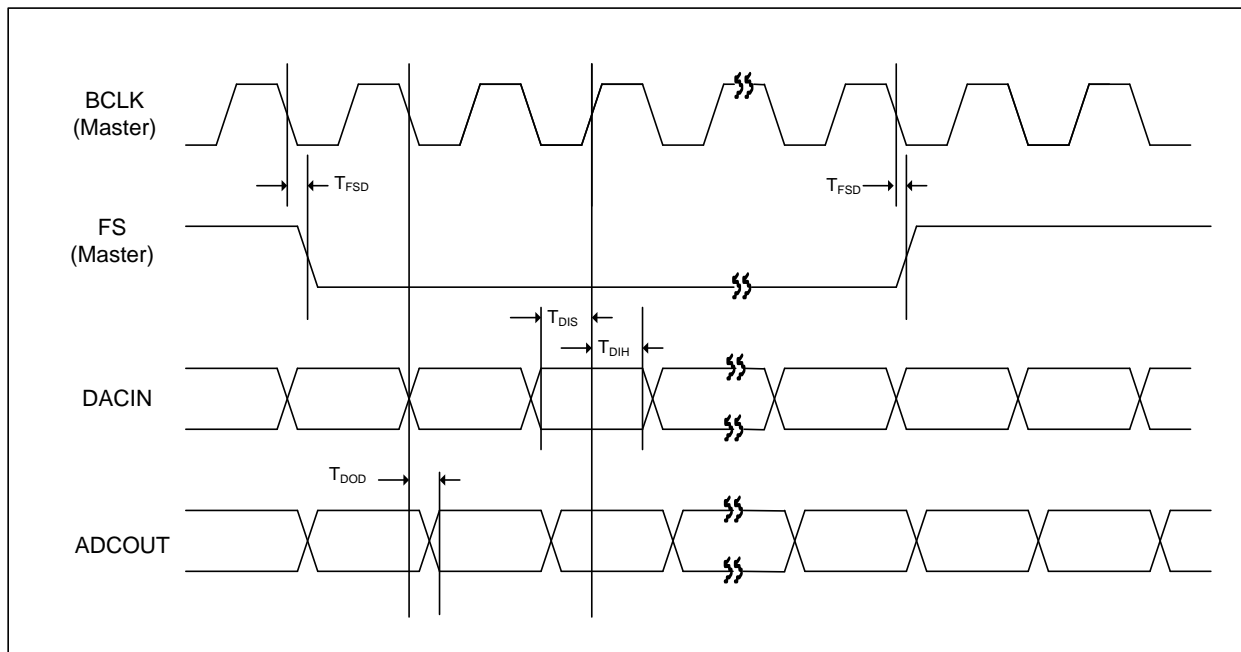 BCLK
(Master)
TFSD
TFSD
FS
(Master)
TDIS
TDIH
DACIN
TDOD
ADCOUT